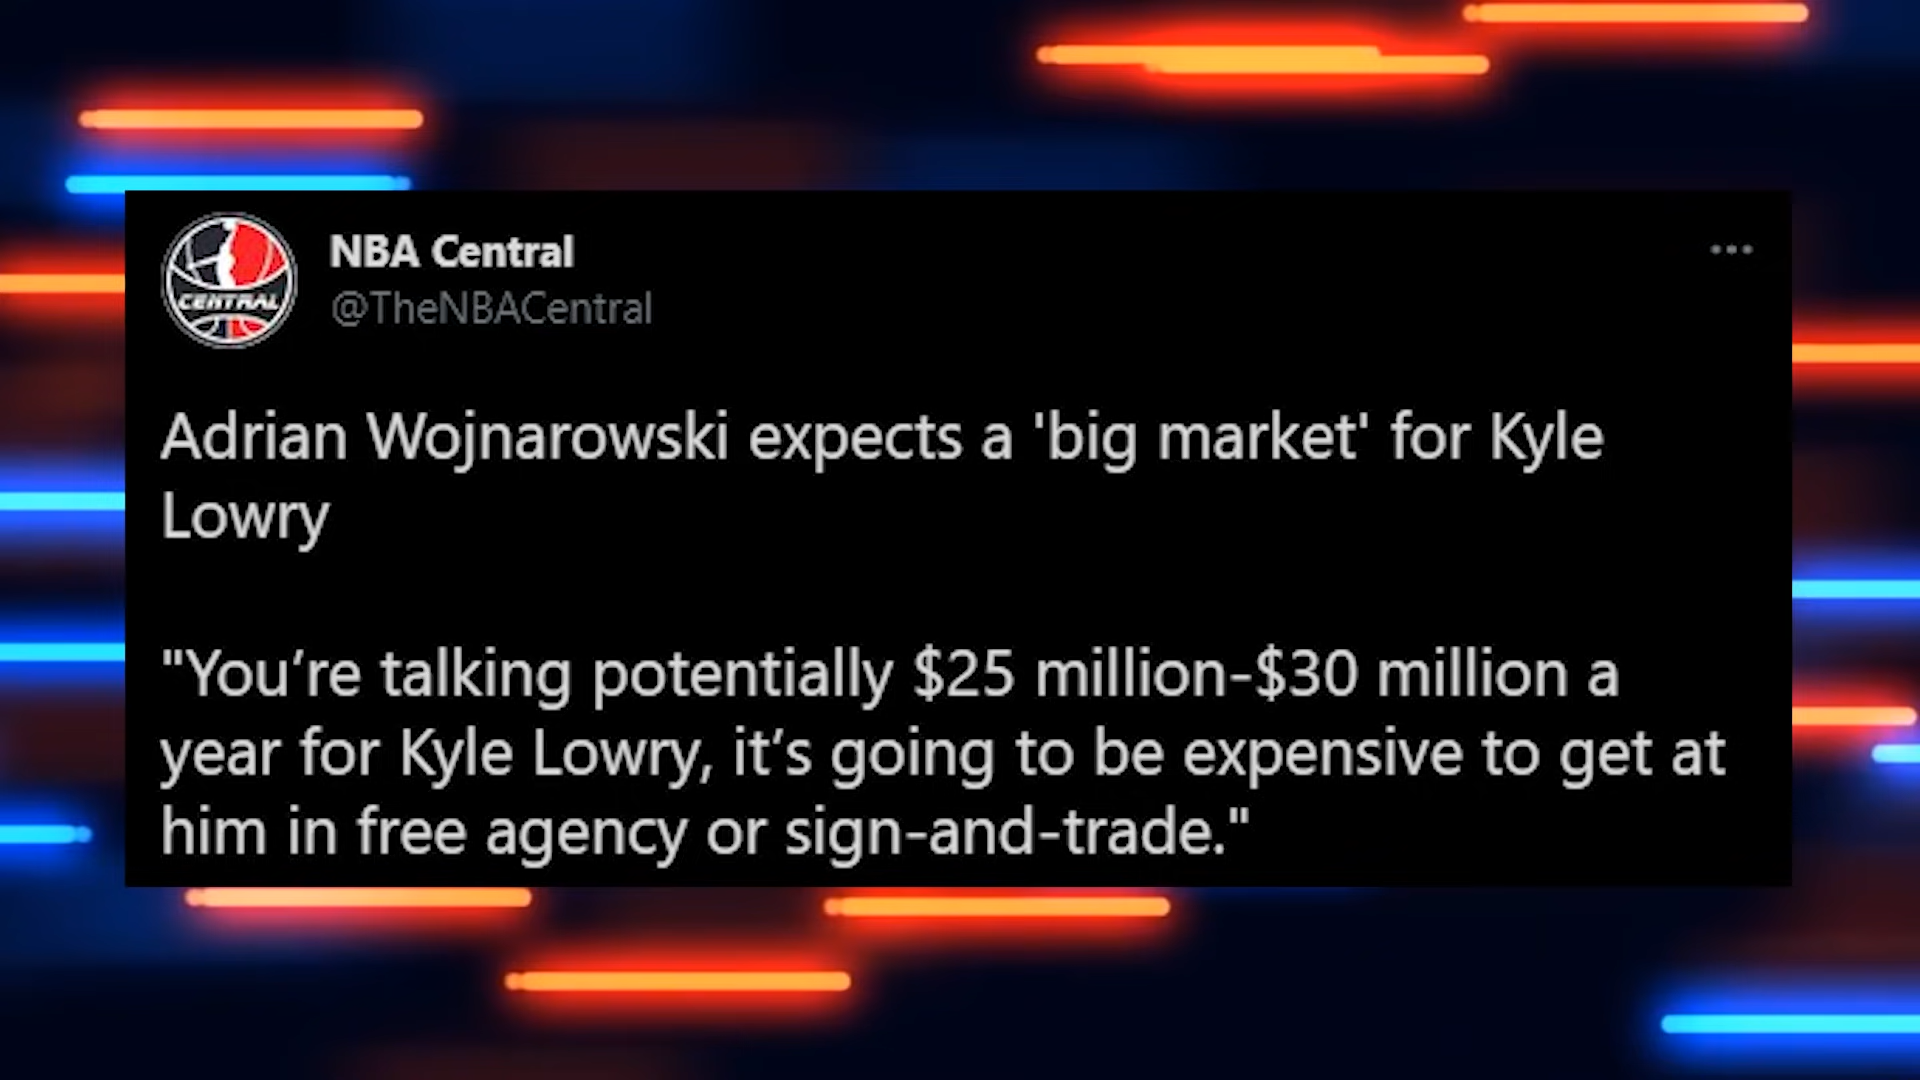 CENTRAL
NBA Central
@TheNBACentral
Adrian Wojnarowski expects a 'big market' for Kyle
Lowry
"You’re talking potentially $25 million-$30 million a
year for Kyle Lowry, it’s going to be expensive to get at
him in free agency or sign-and-trade."